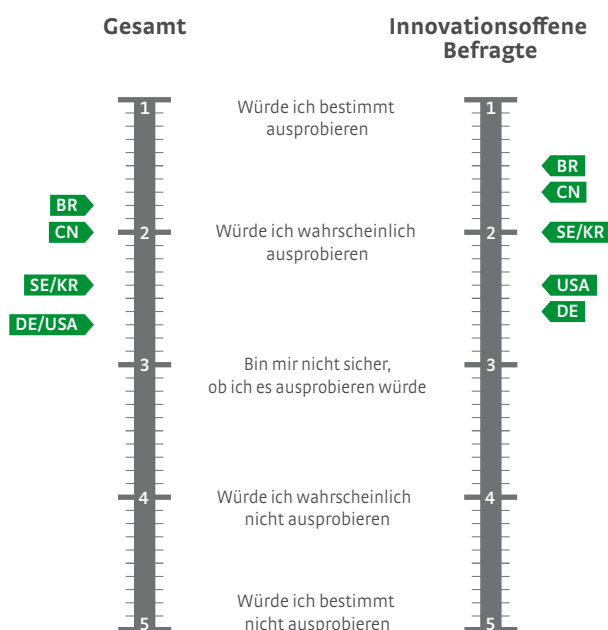 Gesamt
Innovationsoffene
Befragte
1
Würde ich bestimmt
ausprobieren
1
BR
CN
BR
CN
2
Würde ich wahrscheinlich
ausprobieren
2
SE/KR
SE/KR
USA
DE/USA
DE
3
Bin mir nicht sicher,
ob ich es ausprobieren würde
3
4
Würde ich wahrscheinlich
nicht ausprobieren
4
Würde ich bestimmt
nicht ausprobieren
5
5